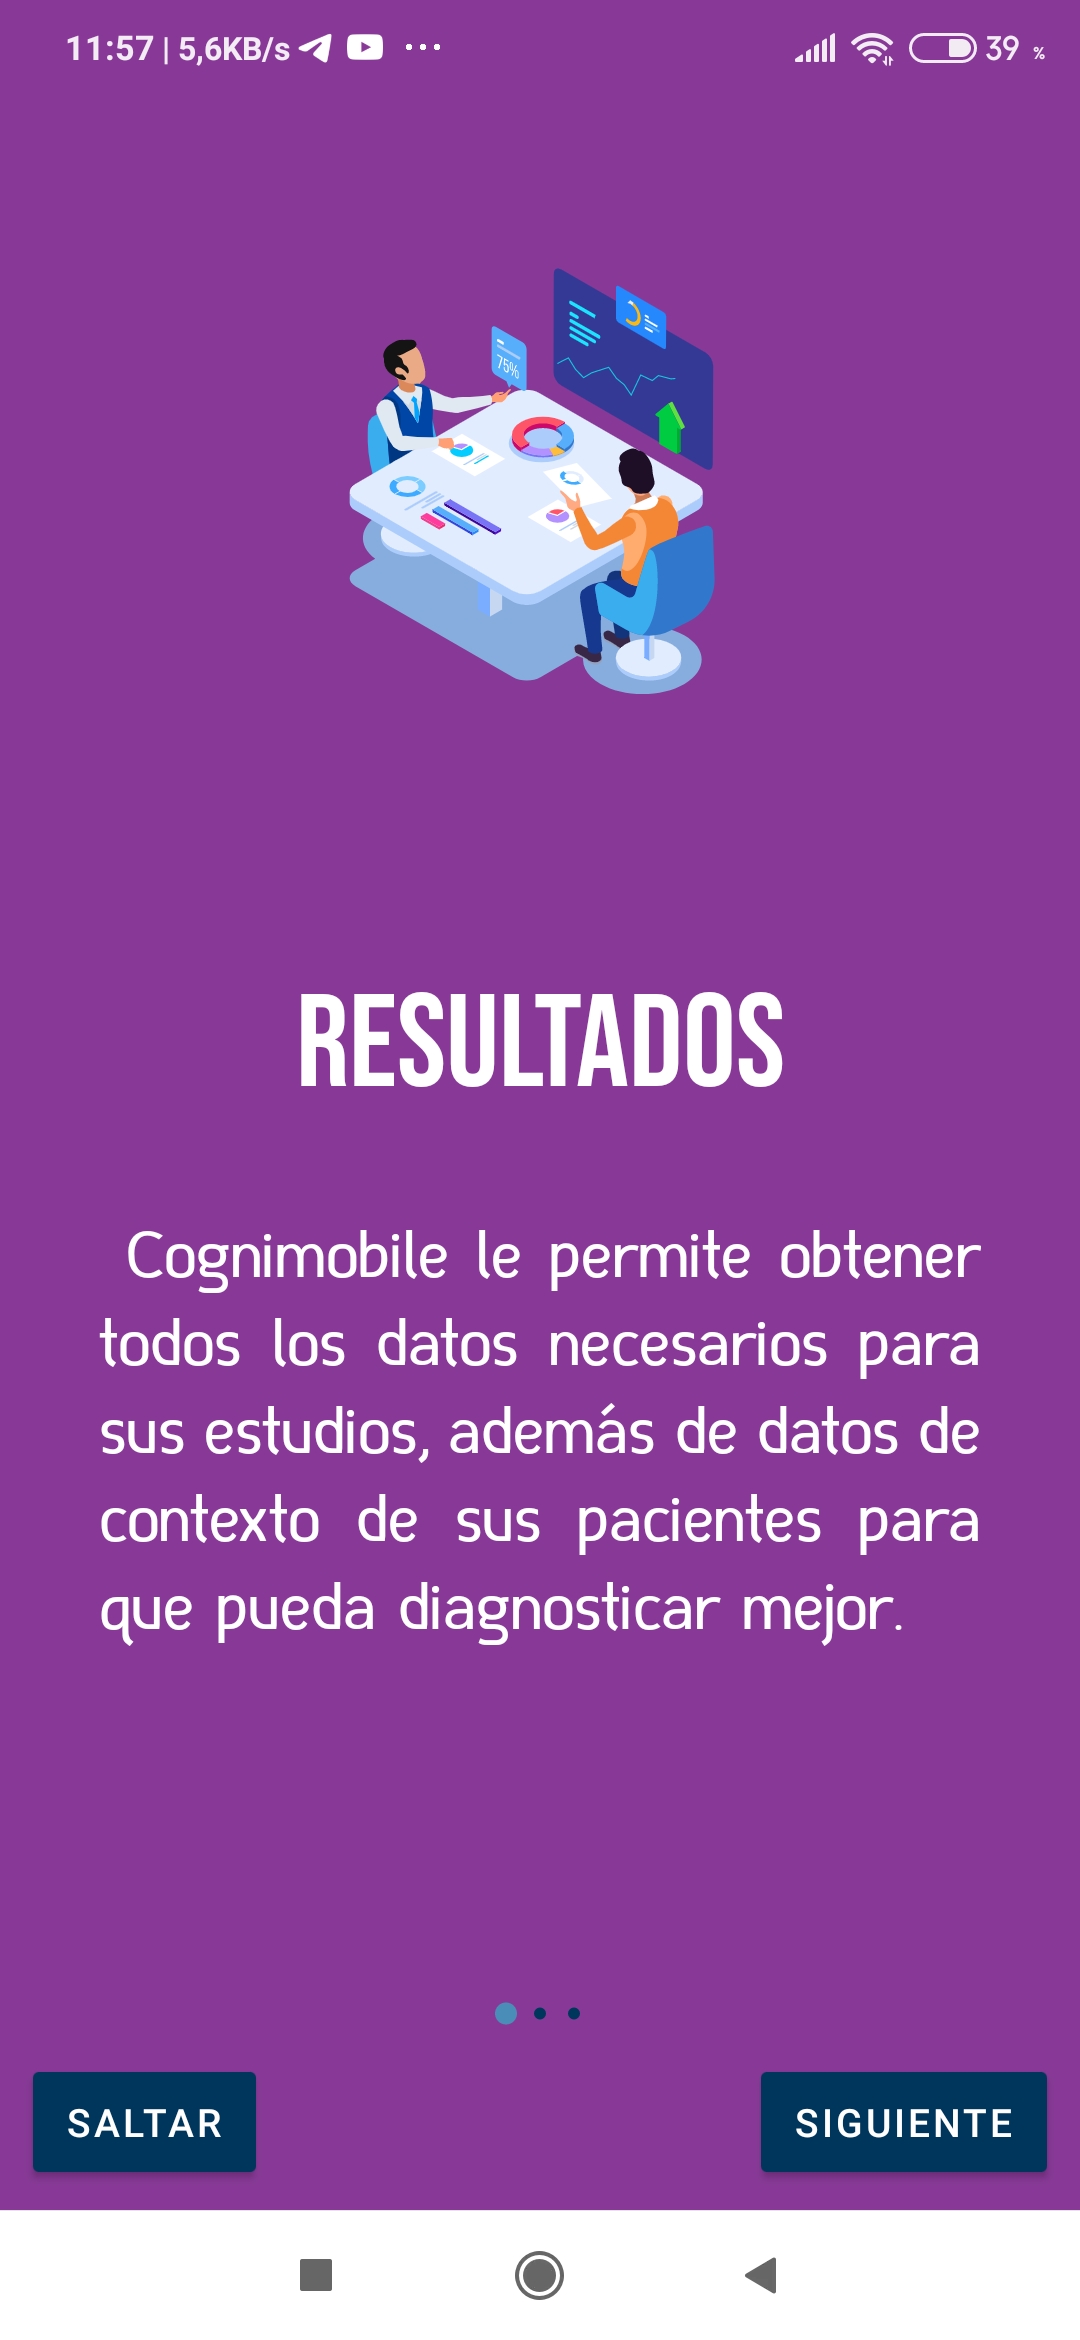 11:57 | 5,6KB/s
39 %
75%
RESULTADOS
Cognimobile le permite obtener
todos los datos necesarios para
sus estudios, además de datos de
contexto de sus pacientes para
que pueda diagnosticar mejor.
SALTAR
SIGUIENTE